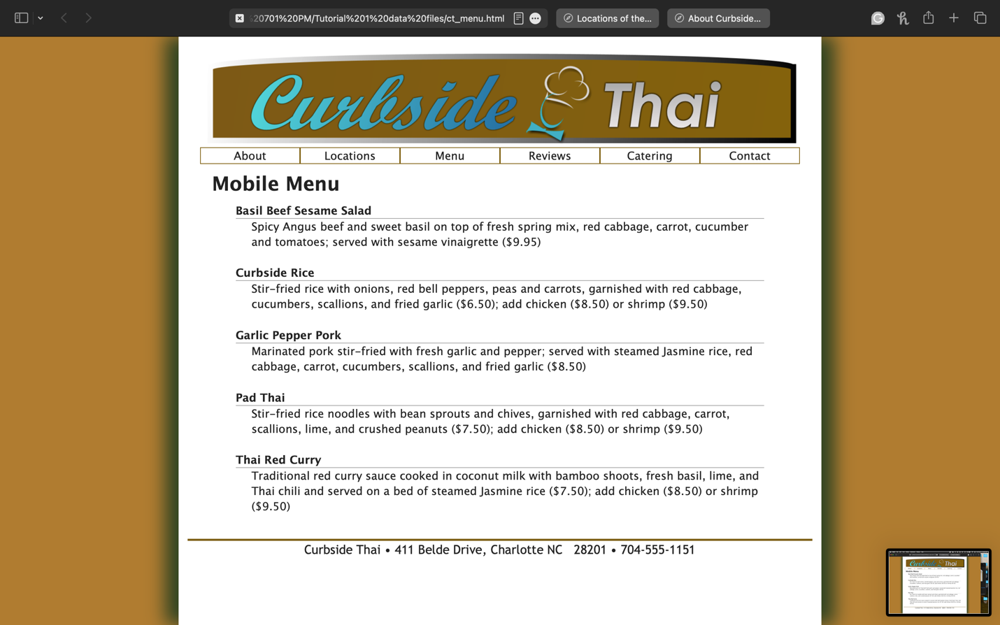 %20701%20PM/Tutorial%201%20data%20files/ct_menu.html
Locations of the...
About Curbside...
Curbside Thai
About Locations Menu Reviews Catering Contact
Mobile Menu
Basil Beef Sesame Salad
Spicy Angus beef and sweet basil on top of fresh spring mix, red cabbage, carrot, cucumber
and tomatoes; served with sesame vinaigrette ($9.95)
Curbside Rice
Stir-fried rice with onions, red bell peppers, peas and carrots, garnished with red cabbage,
cucumbers, scallions, and fried garlic ($6.50); add chicken ($8.50) or shrimp ($9.50)
Garlic Pepper Pork
Marinated pork stir-fried with fresh garlic and pepper; served with steamed Jasmine rice, red
cabbage, carrot, cucumbers, scallions, and fried garlic ($8.50)
Pad Thai
Stir-fried rice noodles with bean sprouts and chives, garnished with red cabbage, carrot,
scallions, lime, and crushed peanuts ($7.50); add chicken ($8.50) or shrimp ($9.50)
Thai Red Curry
Traditional red curry sauce cooked in coconut milk with bamboo shoots, fresh basil, lime, and
Thai chili and served on a bed of steamed Jasmine rice ($7.50); add chicken ($8.50) or shrimp
($9.50)
Curbside Thai • 411 Belde Drive, Charlotte NC 28201 • 704-555-1151
Curbside Thai
Mobile Menu